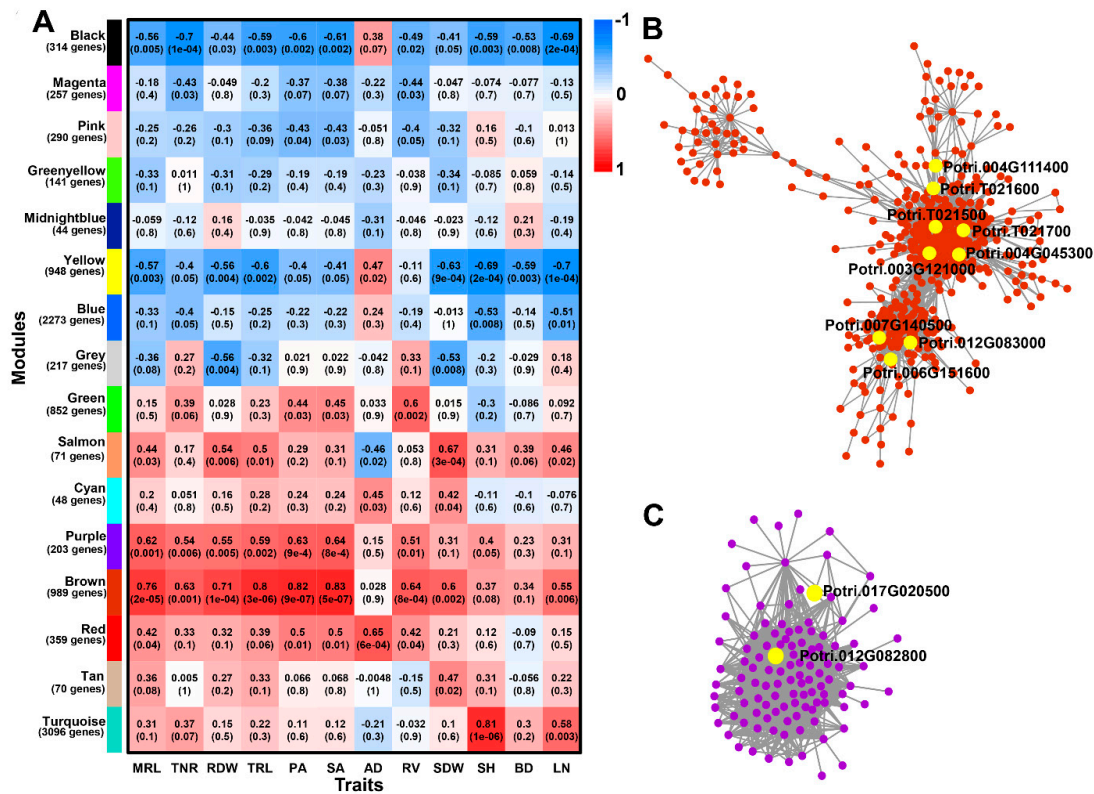 A
Modules
Black
(314 genes)
-0.56 -0.7 -0.44 -0.59 -0.6 -0.61 0.38 -0.49 -0.41 -0.59 -0.53 -0.69
(0.005) (1e-04) (0.03) (0.003) (0.002) (0.002) (0.07) (0.02) (0.05) (0.003) (0.008) (2e-04)
Magenta
(257 genes)
-0.18 -0.43 -0.049 -0.2 -0.37 -0.38 -0.22 -0.44 -0.047 -0.074 -0.077 -0.13
(0.4) (0.03) (0.8) (0.3) (0.07) (0.07) (0.3) (0.03) (0.8) (0.7) (0.7) (0.5)
Pink
(290 genes)
-0.25 -0.26 -0.3 -0.36 -0.43 -0.43 -0.051 -0.4 -0.32 0.16 -0.1 0.013
(0.2) (0.2) (0.1) (0.09) (0.04) (0.03) (0.8) (0.05) (0.1) (0.5) (0.6) (1)
Greenyellow
(141 genes)
-0.33 0.011 -0.31 -0.29 -0.19 -0.19 -0.23 -0.038 -0.34 -0.085 0.059 -0.14
(0.1) (1) (0.1) (0.2) (0.4) (0.4) (0.3) (0.9) (0.1) (0.7) (0.8) (0.5)
Midnightblue
(44 genes)
-0.059 -0.12 0.16 -0.035 -0.042 -0.045 -0.31 -0.046 -0.023 -0.12 0.21 -0.19
(0.8) (0.6) (0.4) (0.9) (0.8) (0.8) (0.1) (0.8) (0.9) (0.6) (0.3) (0.4)
Yellow
(948 genes)
-0.57 -0.4 -0.56 -0.6 -0.4 -0.41 0.47 -0.11 -0.63 -0.69 -0.59 -0.7
(0.003) (0.05) (0.004) (0.002) (0.05) (0.05) (0.02) (0.6) (9e-04) (2e-04) (0.003) (1e-04)
Blue
(2273 genes)
-0.33 -0.4 -0.15 -0.25 -0.22 -0.22 0.24 -0.19 -0.013 -0.53 -0.14 -0.51
(0.1) (0.05) (0.5) (0.2) (0.3) (0.3) (0.3) (0.4) (1) (0.008) (0.5) (0.01)
Grey
(217 genes)
-0.36 0.27 -0.56 -0.32 0.021 0.022 -0.042 0.33 -0.53 -0.2 -0.029 0.18
(0.08) (0.2) (0.004) (0.1) (0.9) (0.9) (0.8) (0.1) (0.008) (0.3) (0.9) (0.4)
Green
(852 genes)
0.15 0.39 0.028 0.23 0.44 0.45 0.033 0.6 0.015 -0.3 -0.086 0.092
(0.5) (0.06) (0.9) (0.3) (0.03) (0.03) (0.9) (0.002) (0.9) (0.2) (0.7) (0.7)
Salmon
(71 genes)
0.44 0.17 0.54 0.5 0.29 0.31 -0.46 0.053 0.67 0.31 0.39 0.46
(0.03) (0.4) (0.006) (0.01) (0.2) (0.1) (0.02) (0.8) (3e-04) (0.1) (0.06) (0.02)
Cyan
(48 genes)
0.2 0.051 0.16 0.28 0.24 0.24 0.45 0.12 0.42 -0.11 -0.1 -0.076
(0.4) (0.8) (0.5) (0.2) (0.3) (0.2) (0.03) (0.6) (0.04) (0.6) (0.6) (0.7)
Purple
(203 genes)
0.62 0.54 0.55 0.59 0.63 0.64 0.15 0.51 0.31 0.4 0.23 0.31
(0.001) (0.006) (0.005) (0.002) (9e-4) (8e-4) (0.5) (0.01) (0.1) (0.05) (0.3) (0.1)
Brown
(989 genes)
0.76 0.63 0.71 0.8 0.82 0.83 0.028 0.64 0.6 0.37 0.34 0.55
(2e-05) (0.001) (1e-04) (3e-06) (9e-07) (5e-07) (0.9) (8e-04) (0.002) (0.08) (0.1) (0.006)
Red
(359 genes)
0.42 0.33 0.32 0.39 0.5 0.5 0.65 0.42 0.21 0.12 -0.09 0.15
(0.04) (0.1) (0.1) (0.06) (0.01) (0.01) (6e-04) (0.04) (0.3) (0.6) (0.7) (0.5)
Tan
(70 genes)
0.36 0.005 0.27 0.33 0.066 0.068 -0.0048 -0.15 0.47 0.31 -0.056 0.22
(0.08) (1) (0.2) (0.1) (0.8) (0.8) (1) (0.5) (0.02) (0.1) (0.8) (0.3)
Turquoise
(3096 genes)
0.31 0.37 0.15 0.22 0.11 0.12 -0.21 -0.032 0.1 0.81 0.3 0.58
(0.1) (0.07) (0.5) (0.3) (0.6) (0.6) (0.3) (0.9) (0.6) (1e-06) (0.2) (0.003)
MRL TNR RDW TRL PA SA AD RV SDW SH BD LN
Traits
-1
0
1
B
Potri.004G111400
Potri.T021600
Potri.T021500
Potri.T021700
Potri.004G045300
Potri.003G121000
Potri.007G140500
Potri.012G083000
Potri.006G151600
C
Potri.017G020500
Potri.012G082800